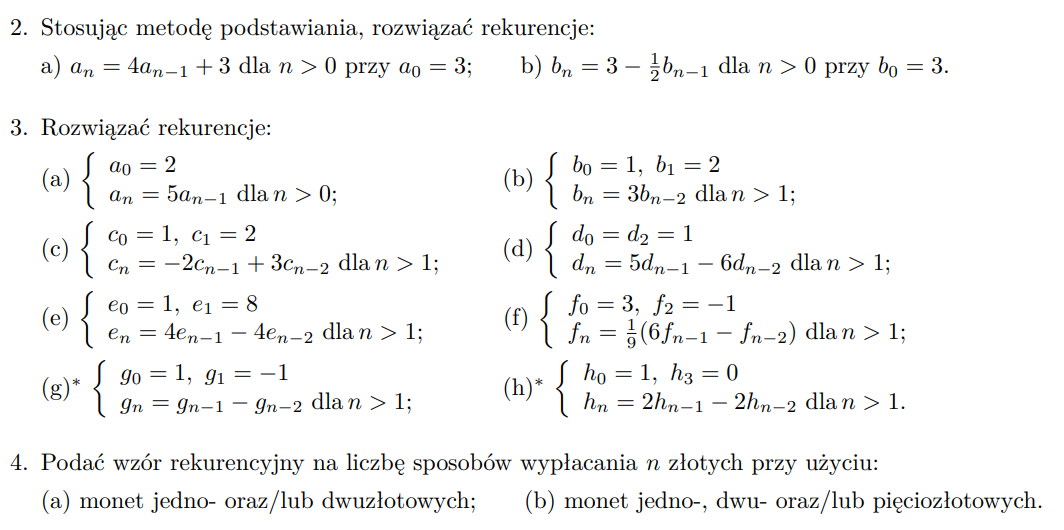 2. Stosując metodę podstawiania, rozwiązać rekurencje:
a) aₙ = 4aₙ₋₁ + 3 dla n > 0 przy a₀ = 3; b) bₙ = 3 − ½bₙ₋₁ dla n > 0 przy b₀ = 3.
3. Rozwiązać rekurencje:
(a) { a₀ = 2
aₙ = 5aₙ₋₁ dla n > 0;
(b) { b₀ = 1, b₁ = 2
bₙ = 3bₙ₋₂ dla n > 1;
(c) { c₀ = 1, c₁ = 2
cₙ = −2cₙ₋₁ + 3cₙ₋₂ dla n > 1;
(d) { d₀ = d₂ = 1
dₙ = 5dₙ₋₁ − 6dₙ₋₂ dla n > 1;
(e) { e₀ = 1, e₁ = 8
eₙ = 4eₙ₋₁ − 4eₙ₋₂ dla n > 1;
(f) { f₀ = 3, f₂ = −1
fₙ = 1/9(6fₙ₋₁ − fₙ₋₂) dla n > 1;
(g)* { g₀ = 1, g₁ = −1
gₙ = gₙ₋₁ − gₙ₋₂ dla n > 1;
(h)* { h₀ = 1, h₃ = 0
hₙ = 2hₙ₋₁ − 2hₙ₋₂ dla n > 1.
4. Podać wzór rekurencyjny na liczbę sposobów wypłacania n złotych przy użyciu:
(a) monet jedno- oraz/lub dwuzłotowych; (b) monet jedno-, dwu- oraz/lub pięciozłotowych.